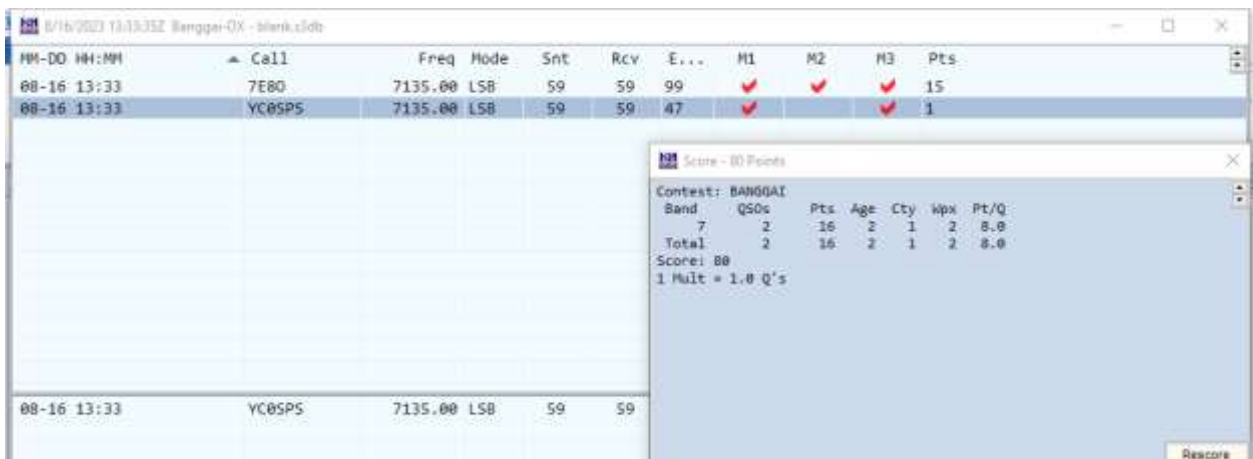 8/16/2023 13:33:35Z Banggai-DX - blank.s3db
MM-DD HH:MM Call Freq Mode Snt Rcv E... M1 M2 M3 Pts
08-16 13:33 7E8O 7135.00 LSB 59 59 99 15
08-16 13:33 YC0SPS 7135.00 LSB 59 59 47 1
Score - 80 Points
Contest: BANGGAI
Band QSOs Pts Age Cty Wpx Pt/Q
7 2 16 2 1 2 8.0
Total 2 16 2 1 2 8.0
Score: 80
1 Mult = 1.0 Q's
08-16 13:33 YC0SPS 7135.00 LSB 59 59
Rescore